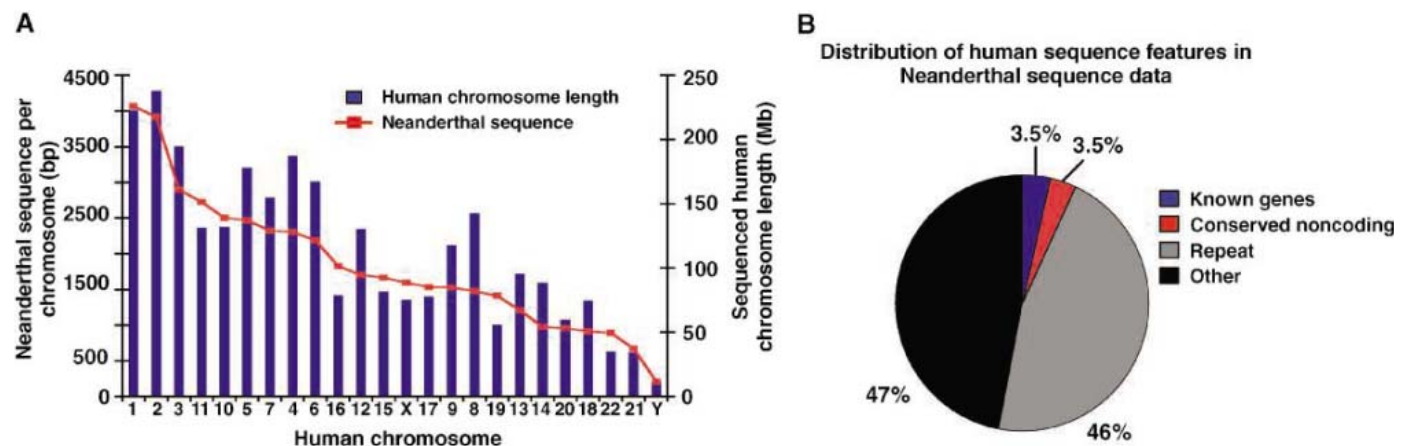 A
Neanderthal sequence per
chromosome (bp)
4500
3500
2500
1500
500
0
Human chromosome length
Neanderthal sequence
250
200
150
100
50
0
Sequenced human
chromosome length (Mb)
1 2 3 11 10 5 7 4 6 16 12 15 X 17 9 8 19 13 14 20 18 22 21 Y
Human chromosome
B
Distribution of human sequence features in
Neanderthal sequence data
3.5%
3.5%
47%
46%
Known genes
Conserved noncoding
Repeat
Other